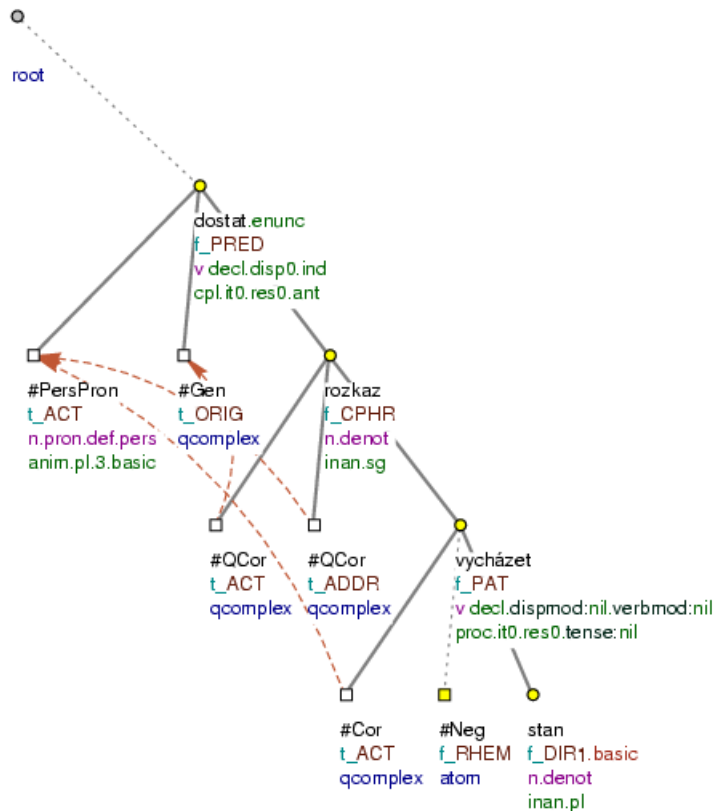 root
dostat.enunc
f_PRED
v decl.disp0.ind
cpl.it0.res0.ant
#PersPron
t_ACT
n.pron.def.pers
anim.pl.3.basic
#Gen
t_ORIG
qcomplex
rozkaz
f_CPHR
n.denot
inan.sg
#QCor
t_ACT
qcomplex
#QCor
t_ADDR
qcomplex
vycházet
f_PAT
v decl.dispmod:nil.verbmod:nil
proc.it0.res0.tense:nil
#Cor
t_ACT
qcomplex
#Neg
f_RHEM
atom
stan
f_DIR1.basic
n.denot
inan.pl